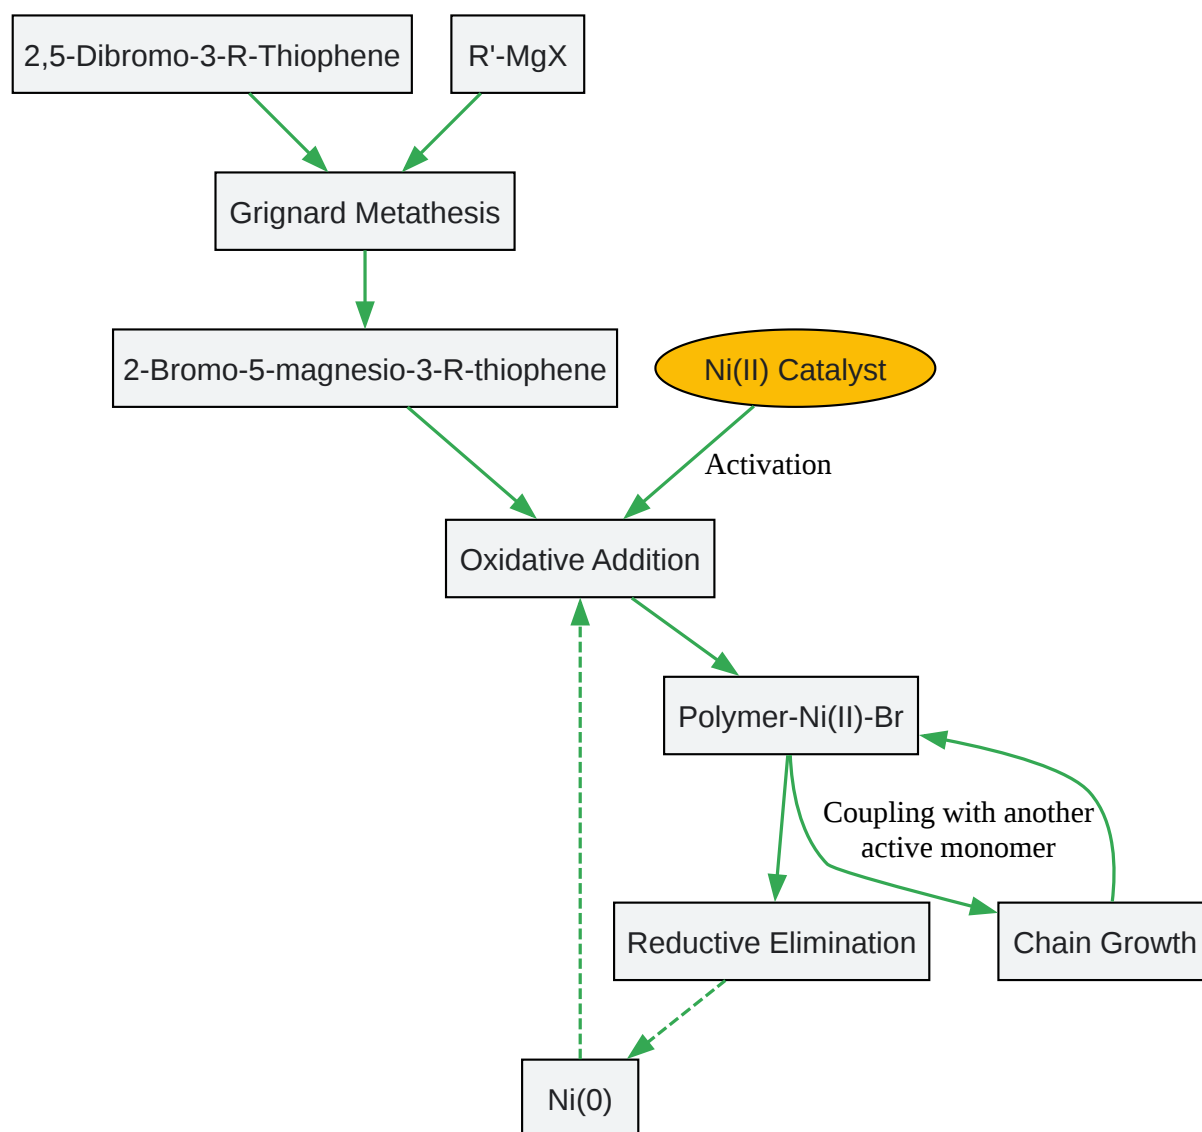 2,5-Dibromo-3-R-Thiophene
R'-MgX
Grignard Metathesis
2-Bromo-5-magnesio-3-R-thiophene
Ni(II) Catalyst
Activation
Oxidative Addition
Polymer-Ni(II)-Br
Coupling with another
active monomer
Reductive Elimination
Chain Growth
Ni(0)